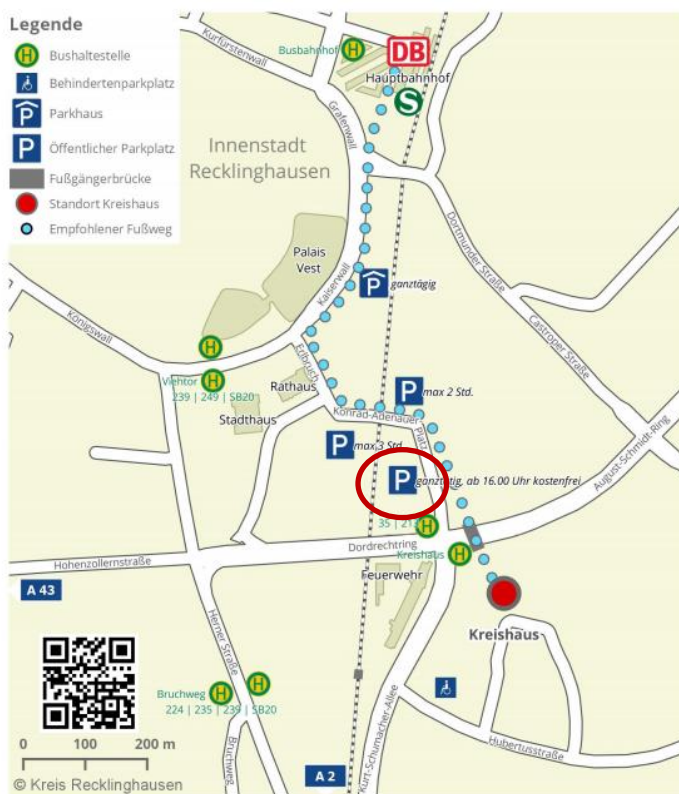 Legende
Bushaltestelle
Behindertenparkplatz
Parkhaus
Öffentlicher Parkplatz
Fußgängerbrücke
Standort Kreishaus
Empfohlener Fußweg
Kurfürstenwall
Busbahnhof
DB
Hauptbahnhof
S
Grafenwall
Innenstadt
Recklinghausen
Dortmunder Straße
Palais
Vest
Kaiserwall
P
ganztägig
Castroper Straße
Königswall
Erlbruch
Viehtor
239 | 249 | SB20
Rathaus
Stadthaus
P
max 2 Std.
Konrad-Adenauer
Platz
P
max 3 Std.
P
ganztätig, ab 16.00 Uhr kostenfrei
August-Schmidt-Ring
35 | 213
Dordrechtring
Kreishaus
Hohenzollernstraße
Feuerwehr
A 43
Kreishaus
Herner Straße
Bruchweg
224 | 235 | 239 | SB20
Kurt-Schumacher-Allee
Hubertusstraße
Bruchweg
0 100 200 m
A 2
© Kreis Recklinghausen